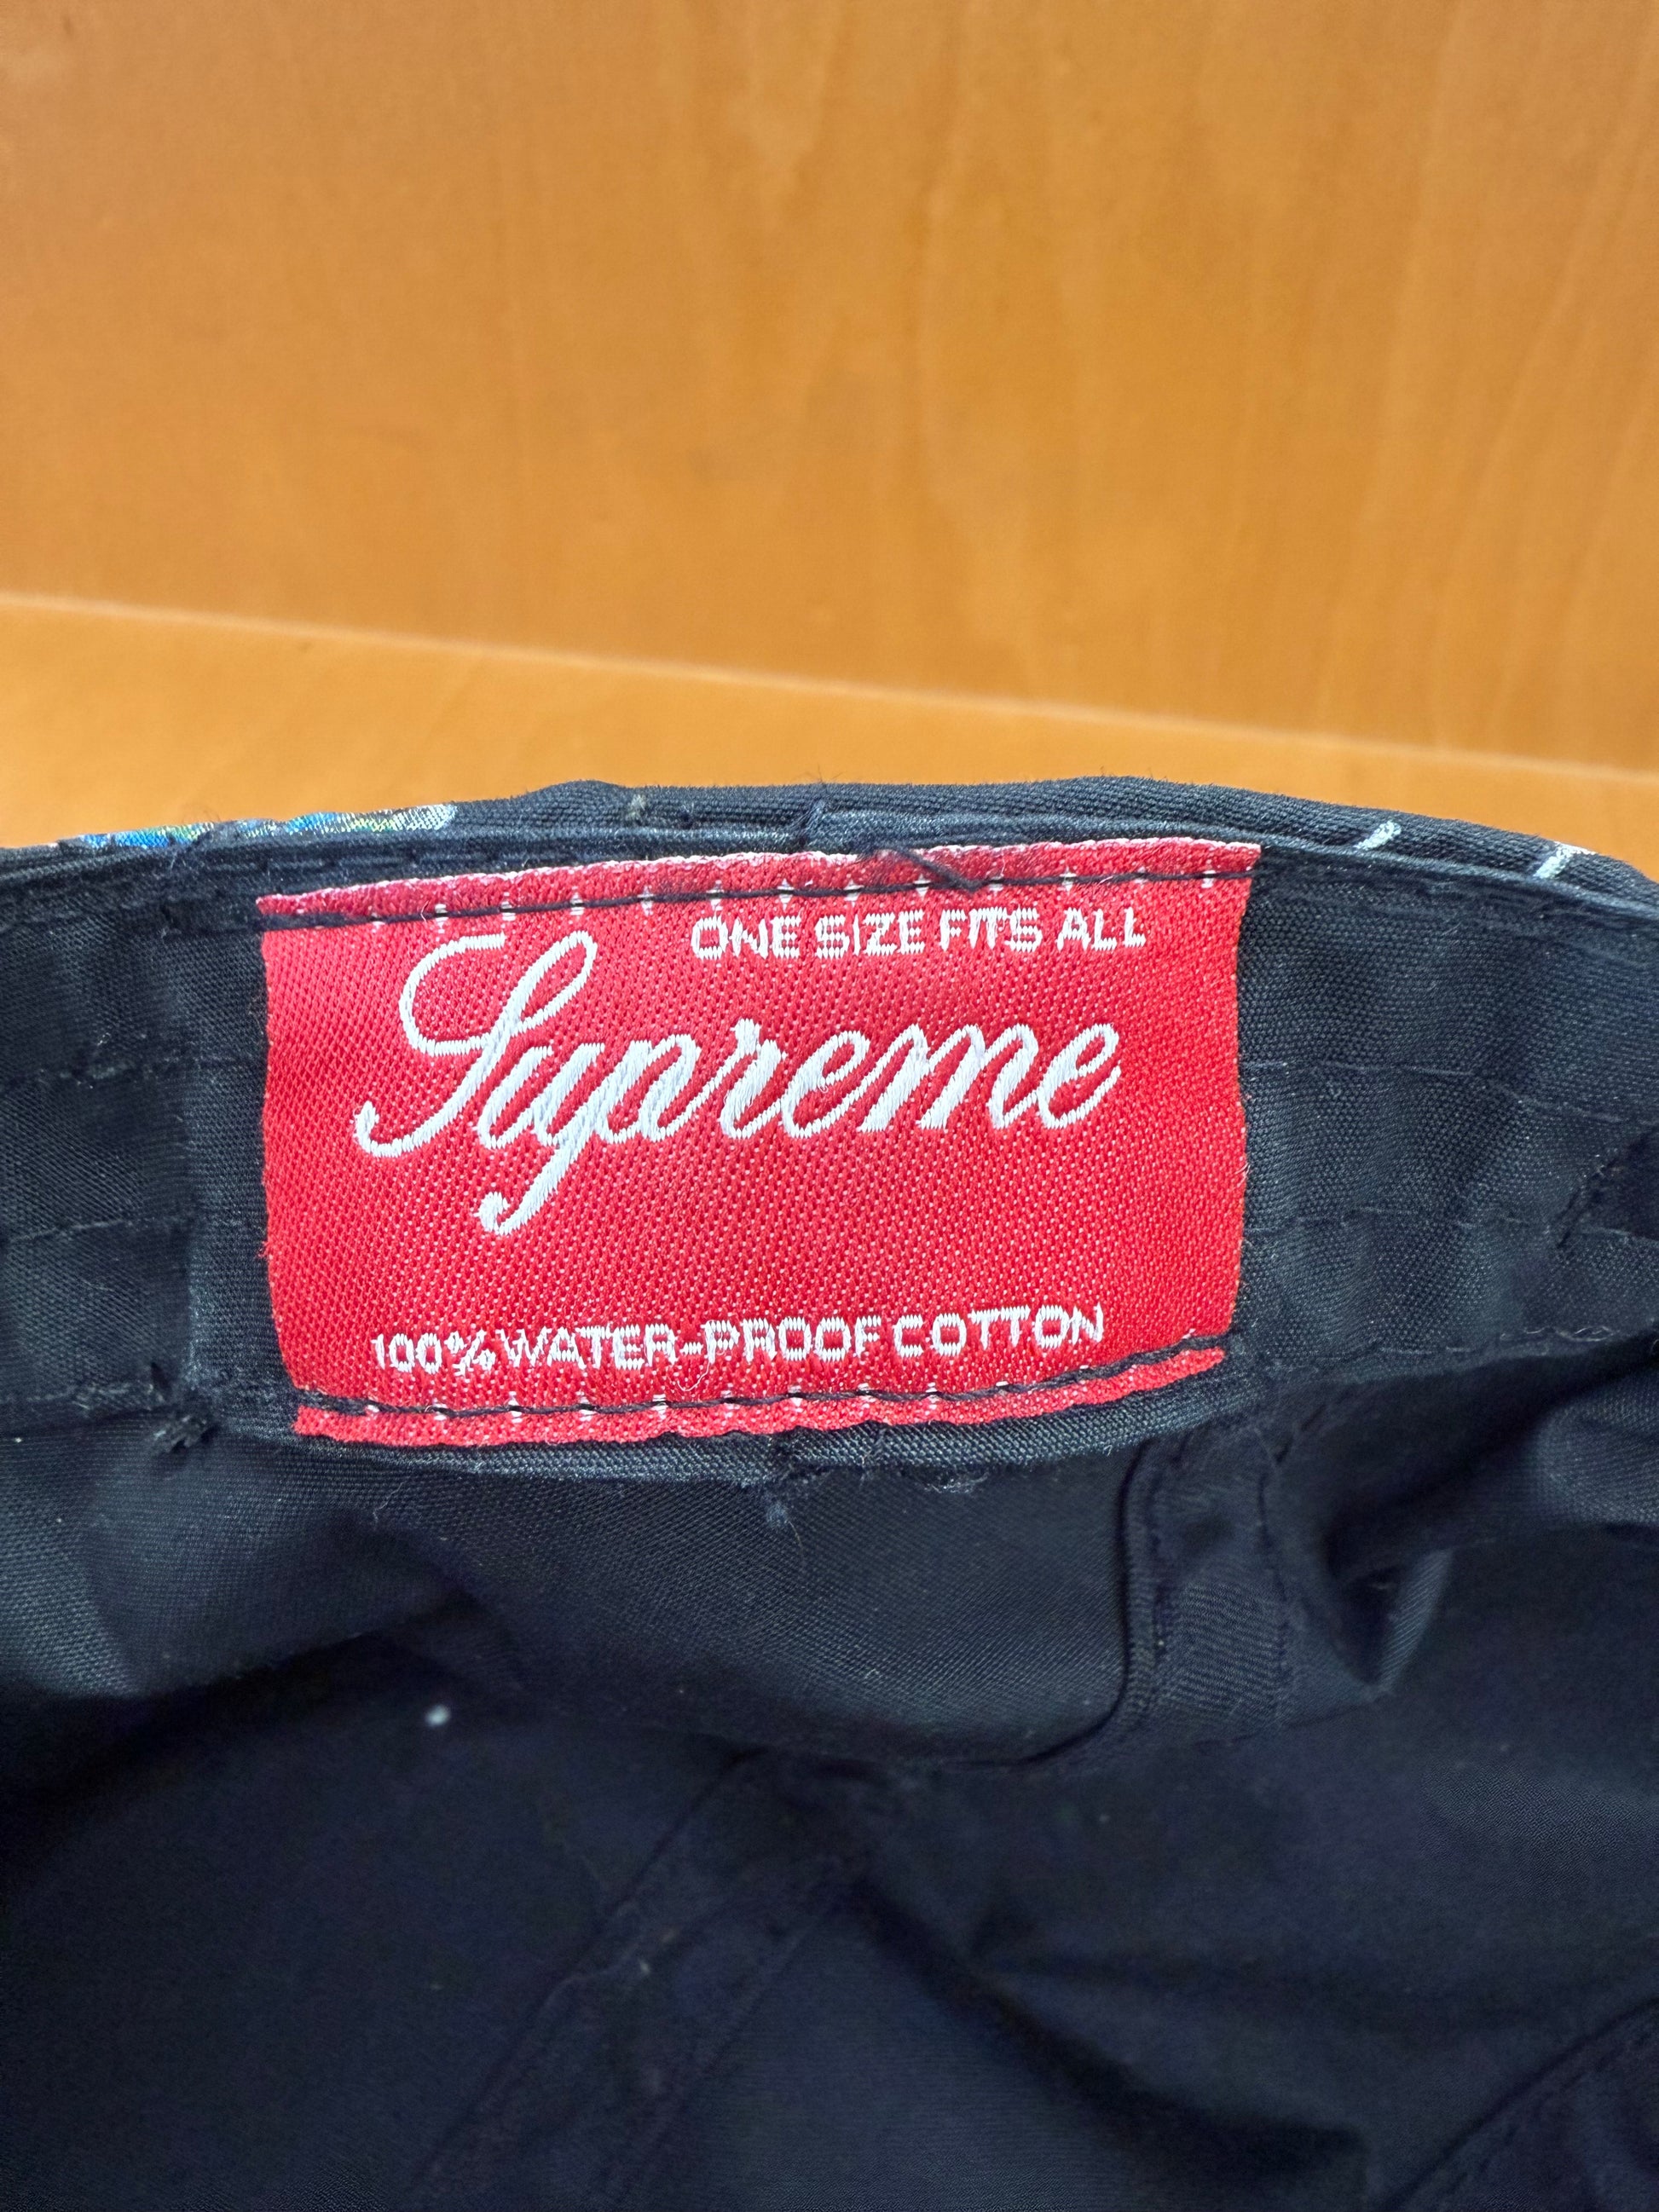 ONE SIZE FITS ALL
Supreme
100% WATER-PROOF COTTON